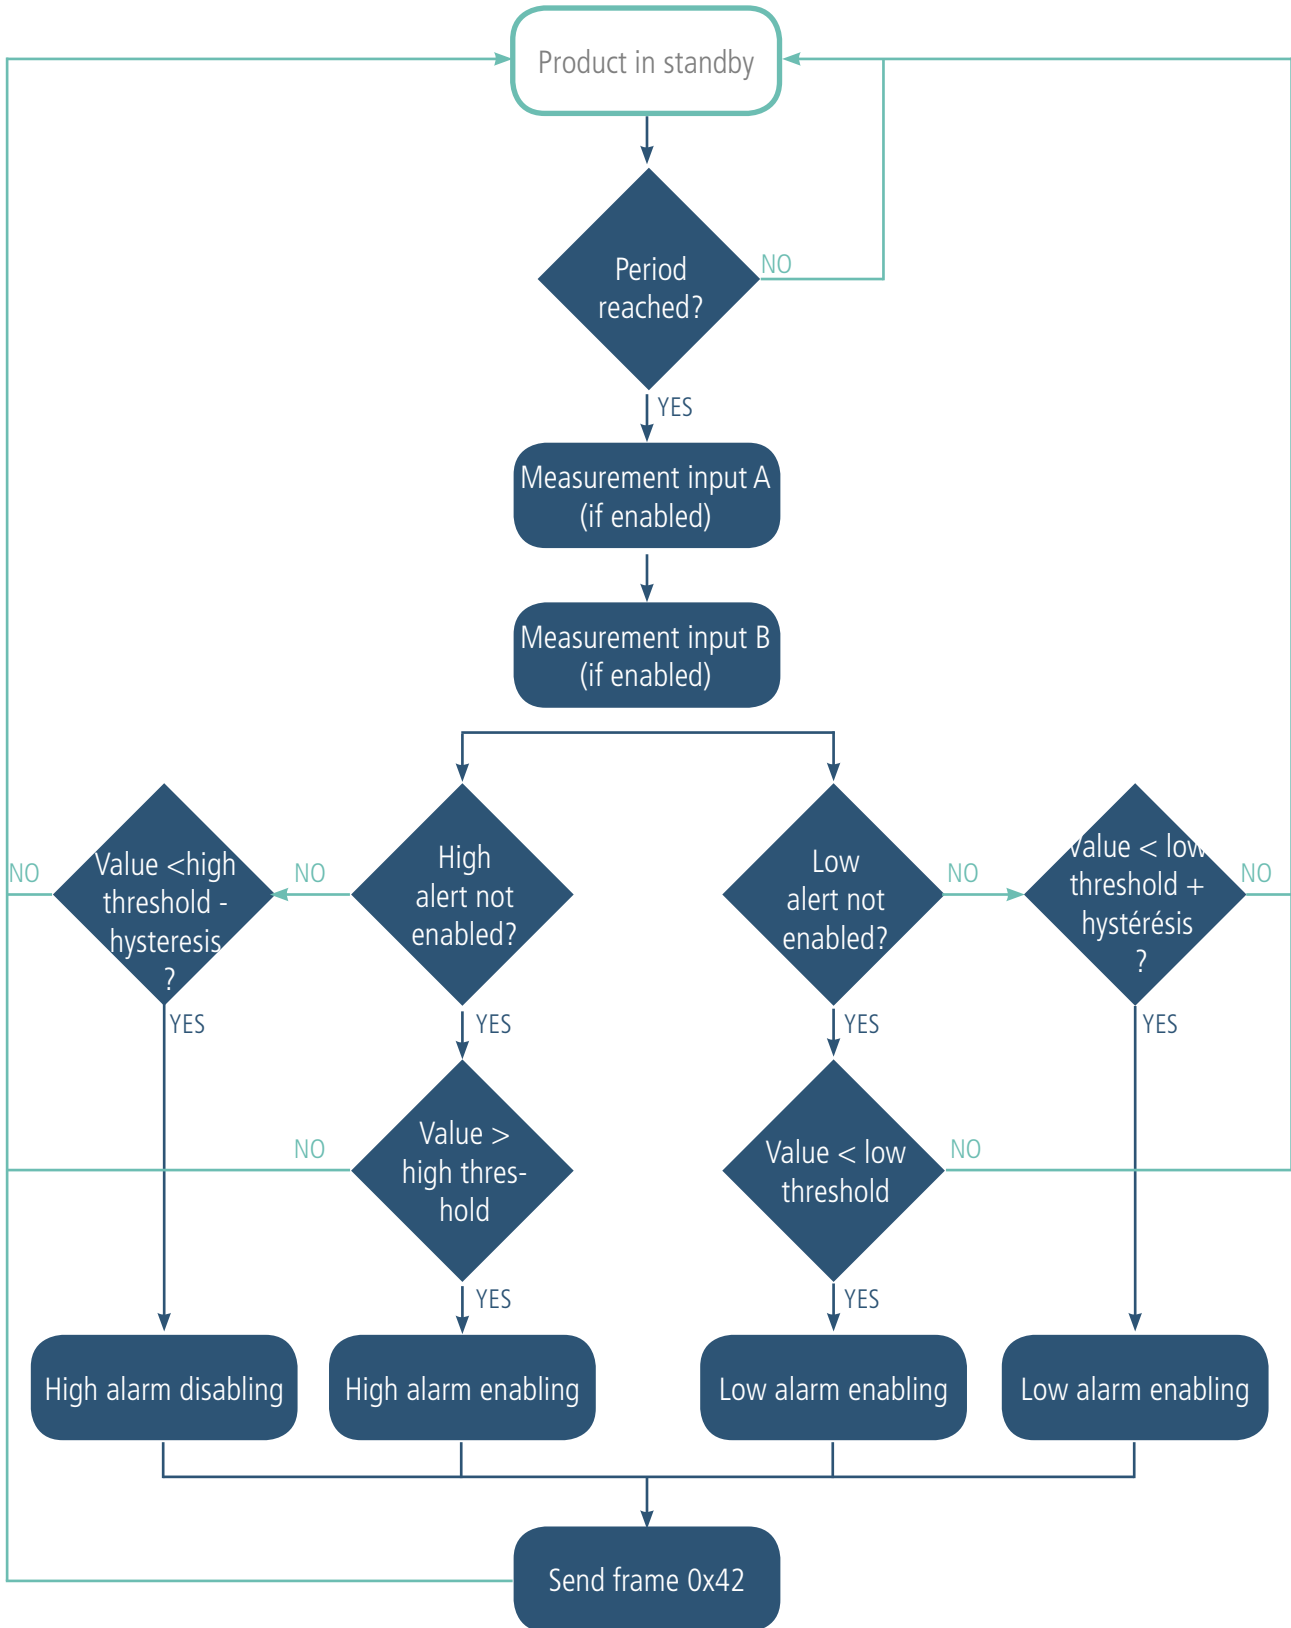 Product in standby
Period
reached?
NO
YES
Measurement input A
(if enabled)
Measurement input B
(if enabled)
Value <high
threshold -
hysteresis
?
NO
NO
High
alert not
enabled?
Low
alert not
enabled?
NO
Value < low
threshold +
hystérésis
?
NO
YES
YES
YES
YES
NO
Value >
high thres-
hold
Value < low
threshold
NO
YES
YES
High alarm disabling
High alarm enabling
Low alarm enabling
Low alarm enabling
Send frame 0x42